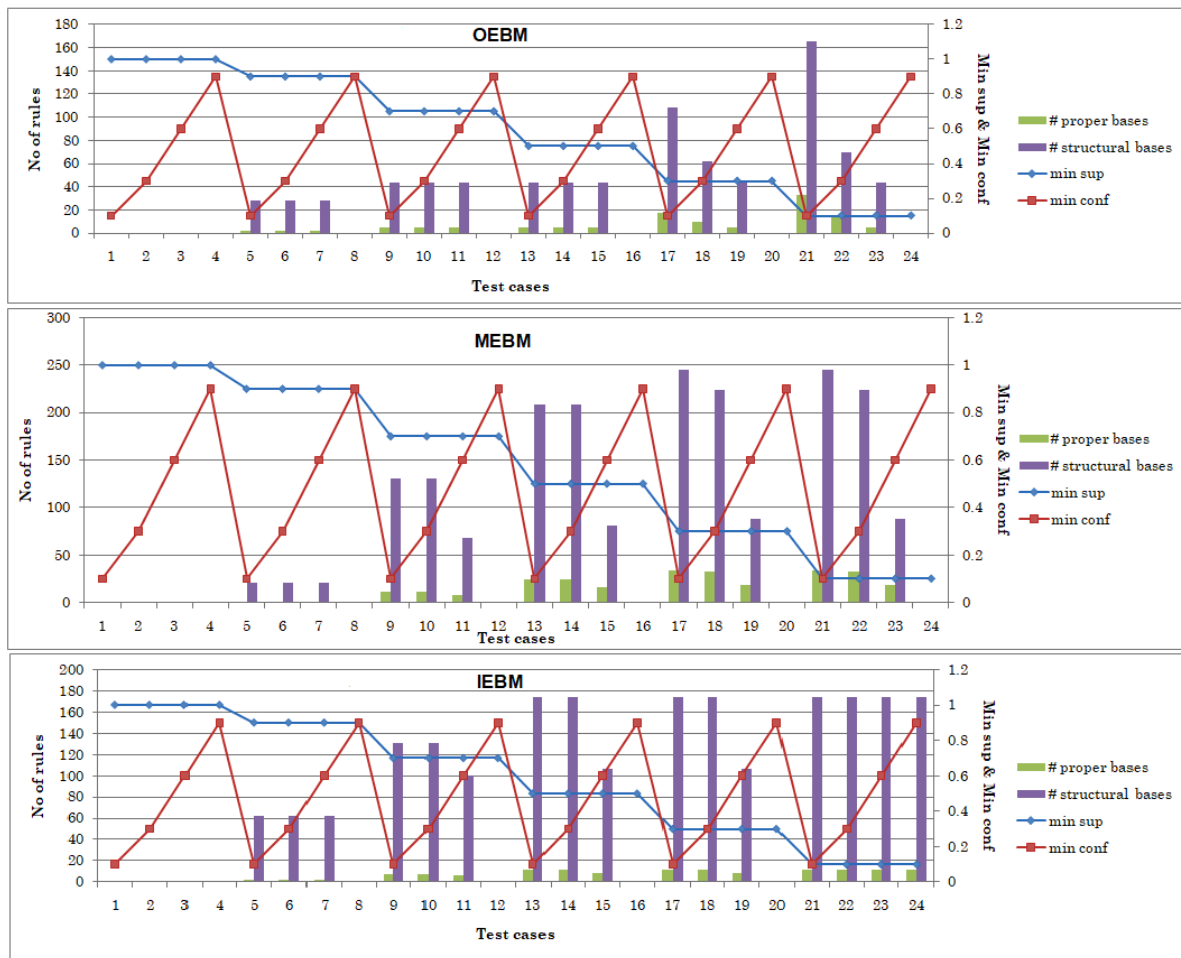 OEBM
No of rules
180
160
140
120
100
80
60
40
20
0
1.2
1
0.8
0.6
0.4
0.2
0
Min sup & Min conf
1 2 3 4 5 6 7 8 9 10 11 12 13 14 15 16 17 18 19 20 21 22 23 24
Test cases
# proper bases
# structural bases
min sup
min conf
MEBM
No of rules
300
250
200
150
100
50
0
1.2
1
0.8
0.6
0.4
0.2
0
Min sup & Min conf
1 2 3 4 5 6 7 8 9 10 11 12 13 14 15 16 17 18 19 20 21 22 23 24
Test cases
# proper bases
# structural bases
min sup
min conf
IEBM
No of rules
200
180
160
140
120
100
80
60
40
20
0
1.2
1
0.8
0.6
0.4
0.2
0
Min sup & Min conf
1 2 3 4 5 6 7 8 9 10 11 12 13 14 15 16 17 18 19 20 21 22 23 24
Test cases
# proper bases
# structural bases
min sup
min conf